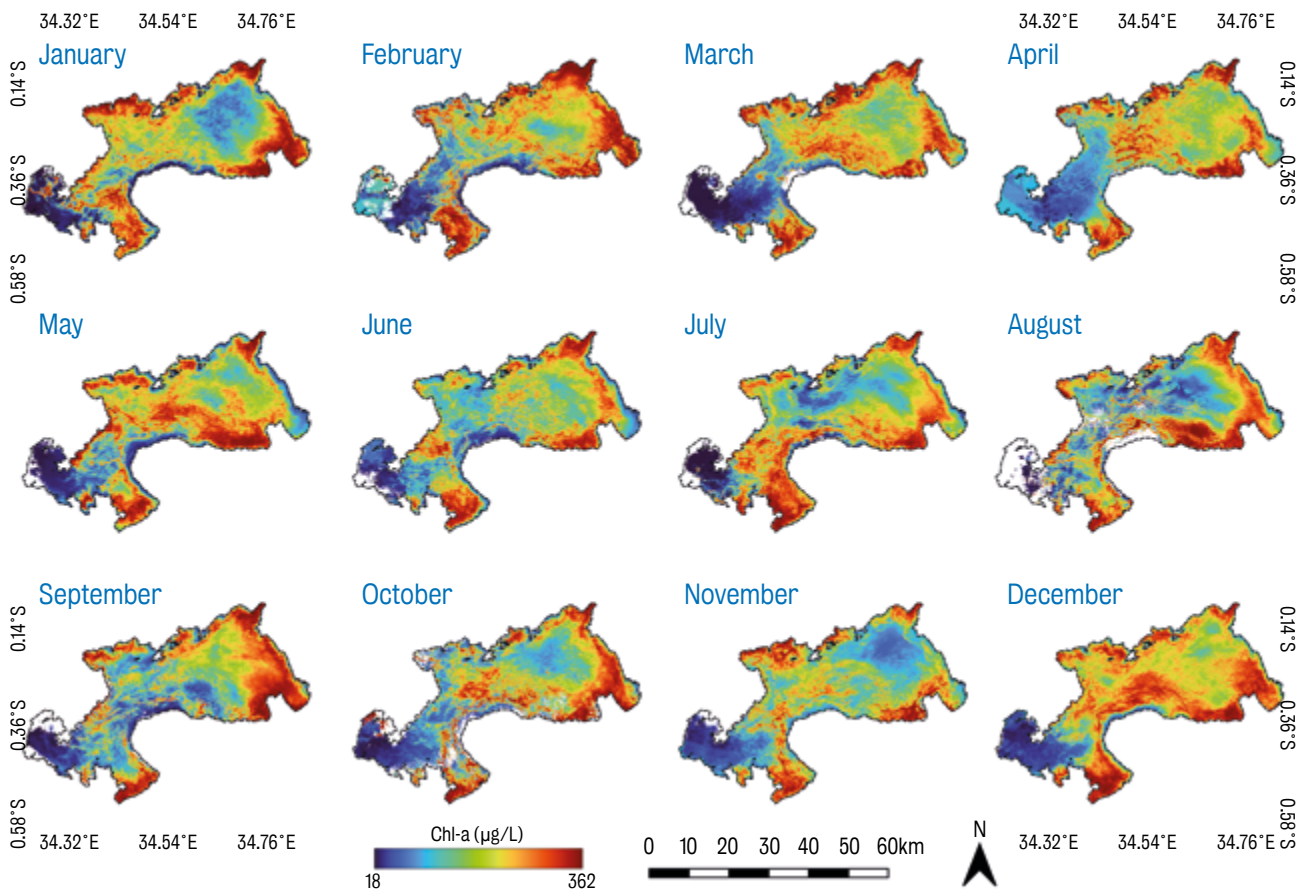 34.32°E 34.54°E 34.76°E 34.32°E 34.54°E 34.76°E
January February March April
0.14°S 0.14°S
0.36°S 0.36°S
0.58°S 0.58°S
May June July August
September October November December
0.14°S 0.14°S
0.36°S 0.36°S
0.58°S 0.58°S
34.32°E 34.54°E 34.76°E 34.32°E 34.54°E 34.76°E
Chl-a (µg/L)
18 362
0 10 20 30 40 50 60km
N